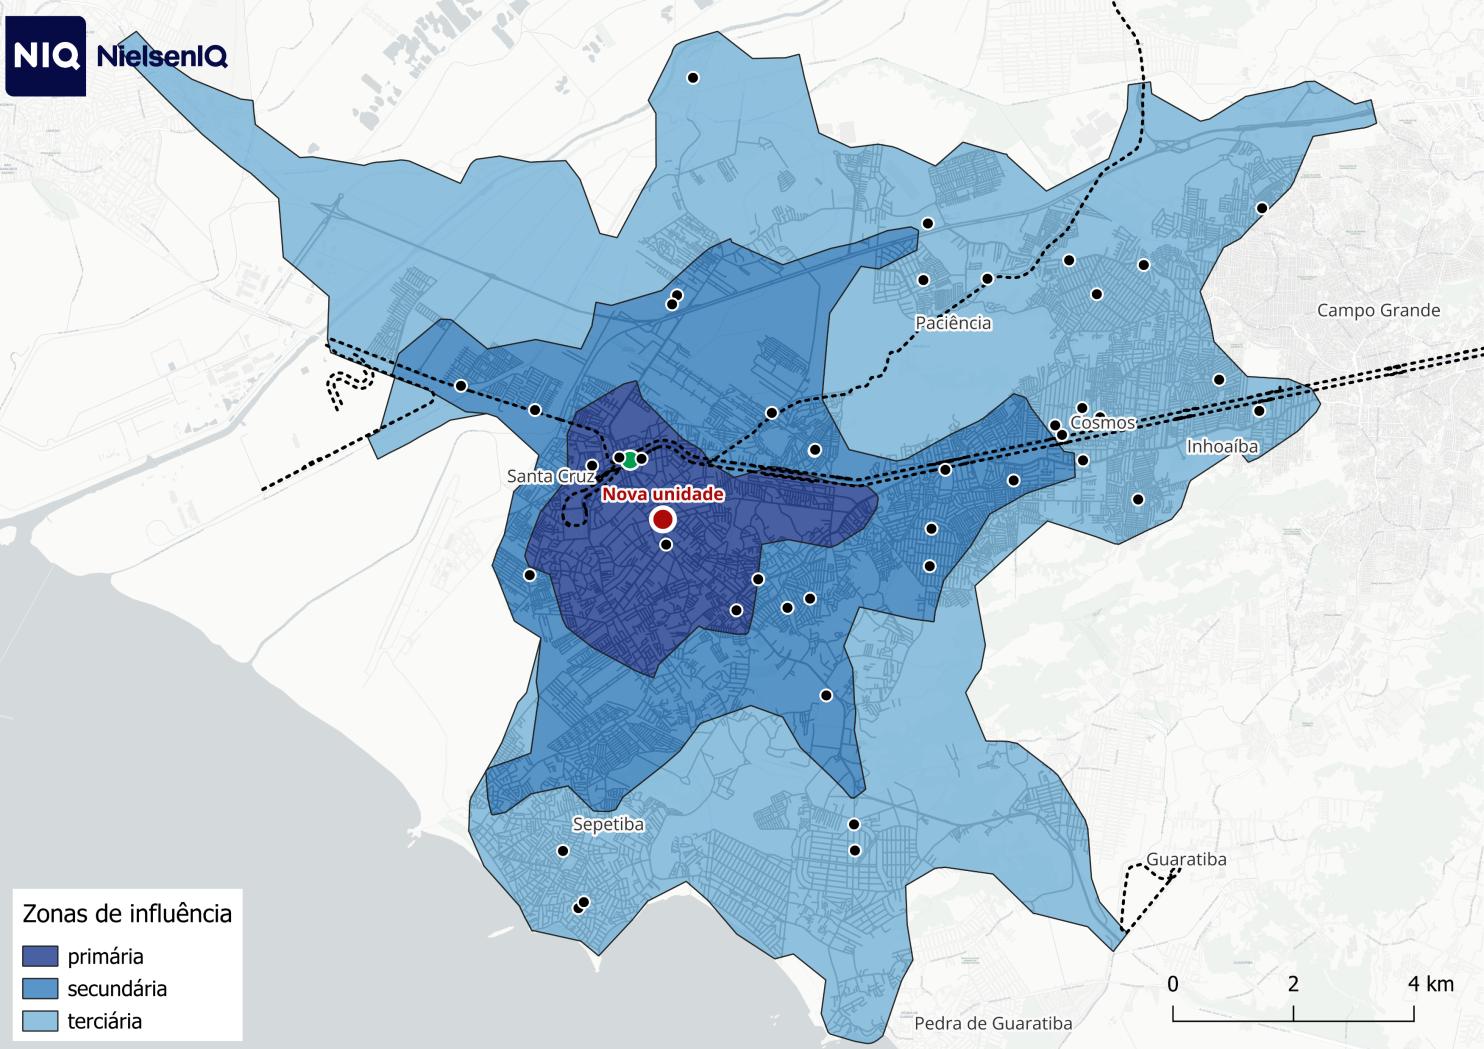 NIQ NielsenIQ
Campo Grande
Paciência
Cosmos
Inhoaíba
Santa Cruz
Nova unidade
Sepetiba
Guaratiba
Zonas de influência
primária
secundária
terciária
0 2 4 km
Pedra de Guaratiba